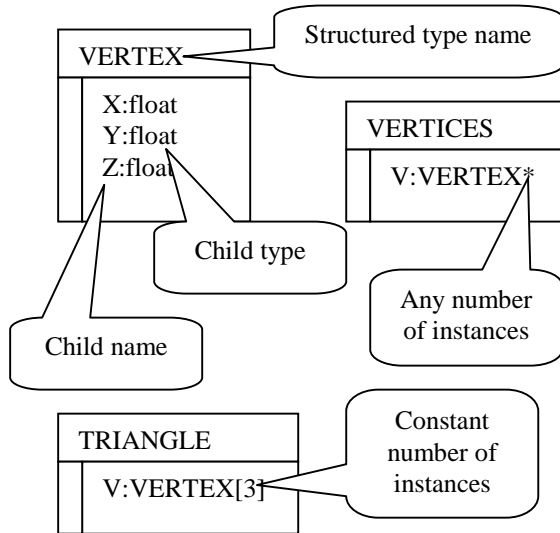 VERTEX
Structured type name
X:float
Y:float
Z:float
VERTICES
V:VERTEX*
Child type
Any number
of instances
Child name
TRIANGLE
V:VERTEX[3]
Constant
number of
instances